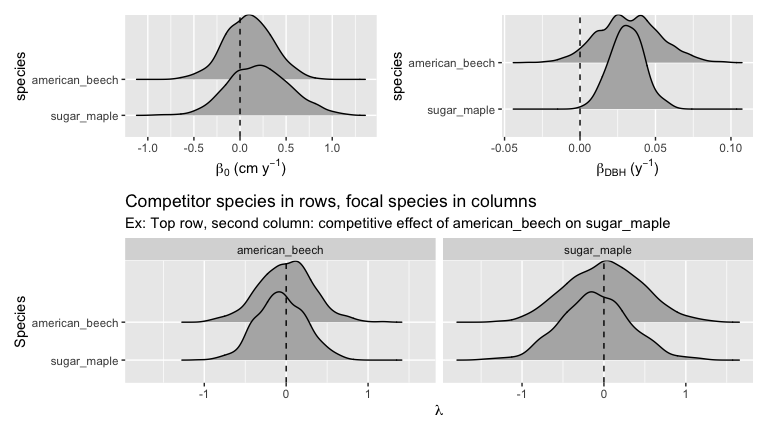 species
american_beech
sugar_maple
-1.0 -0.5 0.0 0.5 1.0
β₀ (cm y⁻¹)
species
american_beech
sugar_maple
-0.05 0.00 0.05 0.10
β_DBH (y⁻¹)
Competitor species in rows, focal species in columns
Ex: Top row, second column: competitive effect of american_beech on sugar_maple
american_beech sugar_maple
Species
american_beech
sugar_maple
-1 0 1 -1 0 1
λ